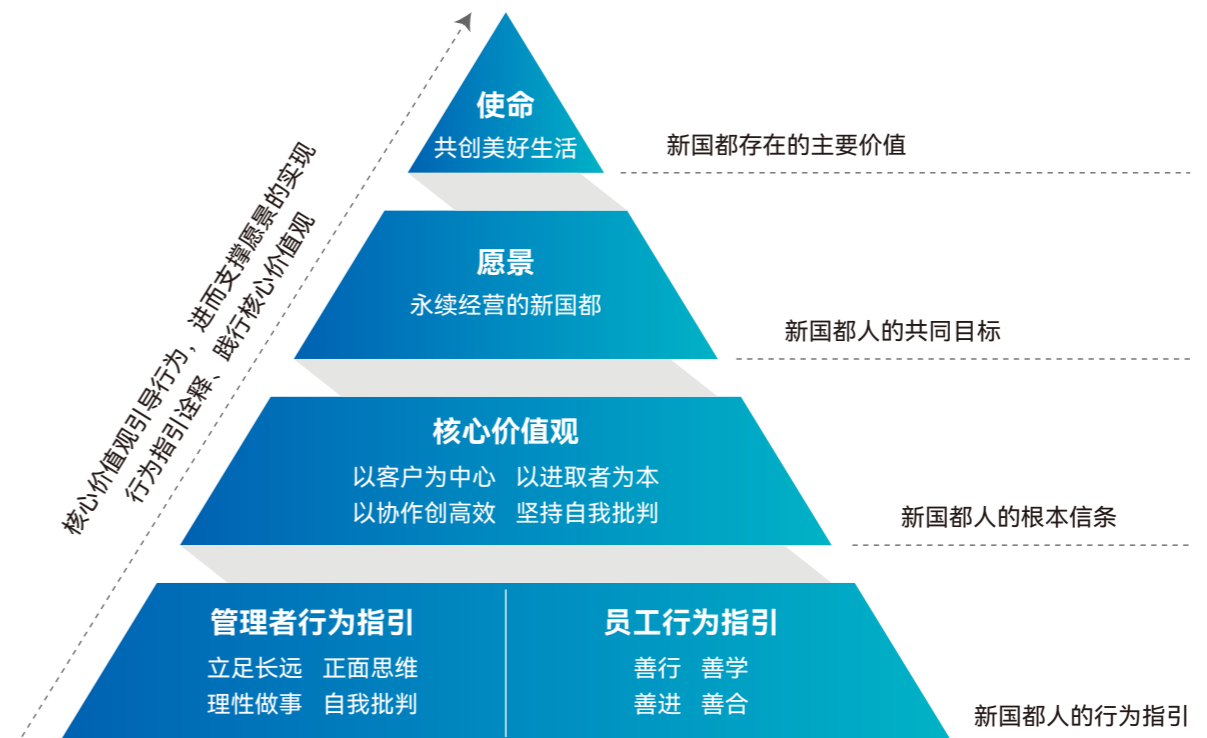 核心价值观引导行为，进而支撑愿景的实现
行为指引诠释、践行核心价值观
使命
共创美好生活
新国都存在的主要价值
愿景
永续经营的新国都
新国都人的共同目标
核心价值观
以客户为中心 以进取者为本
以协作创高效 坚持自我批判
新国都人的根本信条
管理者行为指引
立足长远 正面思维
理性做事 自我批判
员工行为指引
善行 善学
善进 善合
新国都人的行为指引